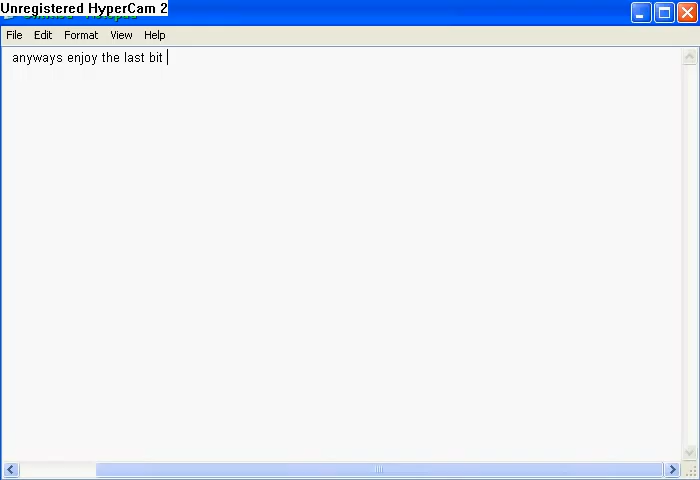 Unregistered HyperCam 2
File Edit Format View Help
anyways enjoy the last bit